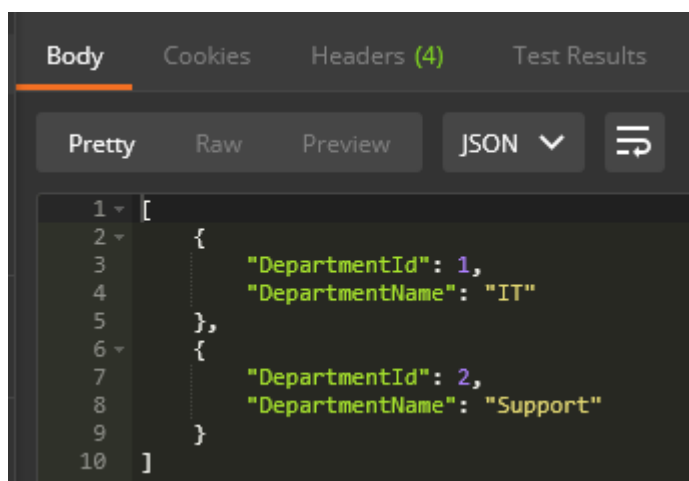 Body Cookies Headers (4) Test Results
Pretty Raw Preview JSON
1 [
2 {
3 "DepartmentId": 1,
4 "DepartmentName": "IT"
5 },
6 {
7 "DepartmentId": 2,
8 "DepartmentName": "Support"
9 }
10 ]